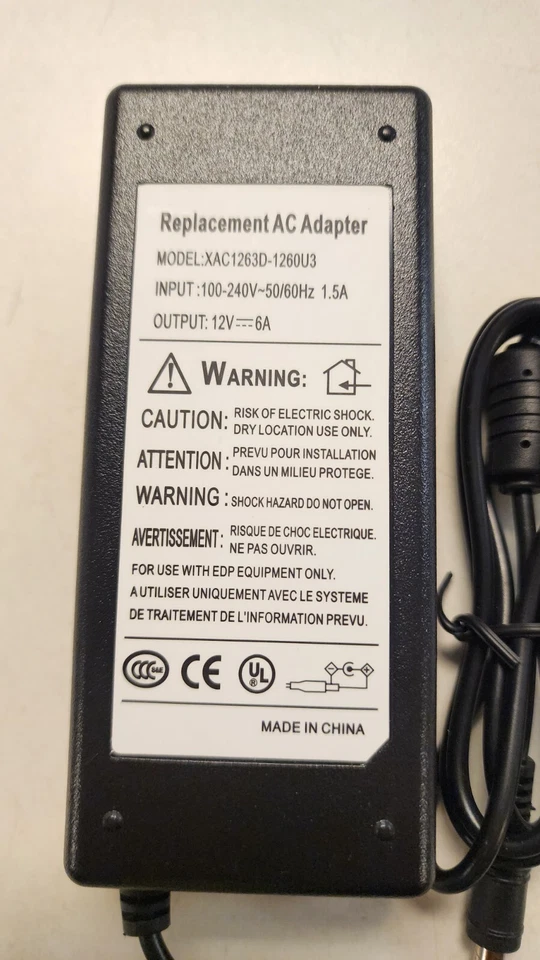 Replacement AC Adapter
MODEL:XAC1263D-1260U3
INPUT:100-240V~50/60Hz 1.5A
OUTPUT: 12V⎓6A
WARNING:
CAUTION: RISK OF ELECTRIC SHOCK.
DRY LOCATION USE ONLY.
ATTENTION: PREVU POUR INSTALLATION
DANS UN MILIEU PROTEGE.
WARNING: SHOCK HAZARD DO NOT OPEN.
AVERTISSEMENT: RISQUE DE CHOC ELECTRIQUE.
NE PAS OUVRIR.
FOR USE WITH EDP EQUIPMENT ONLY.
A UTILISER UNIQUEMENT AVEC LE SYSTEME
DE TRAITEMENT DE L'INFORMATION PREVU.
CCC S&E CE UL ®
MADE IN CHINA